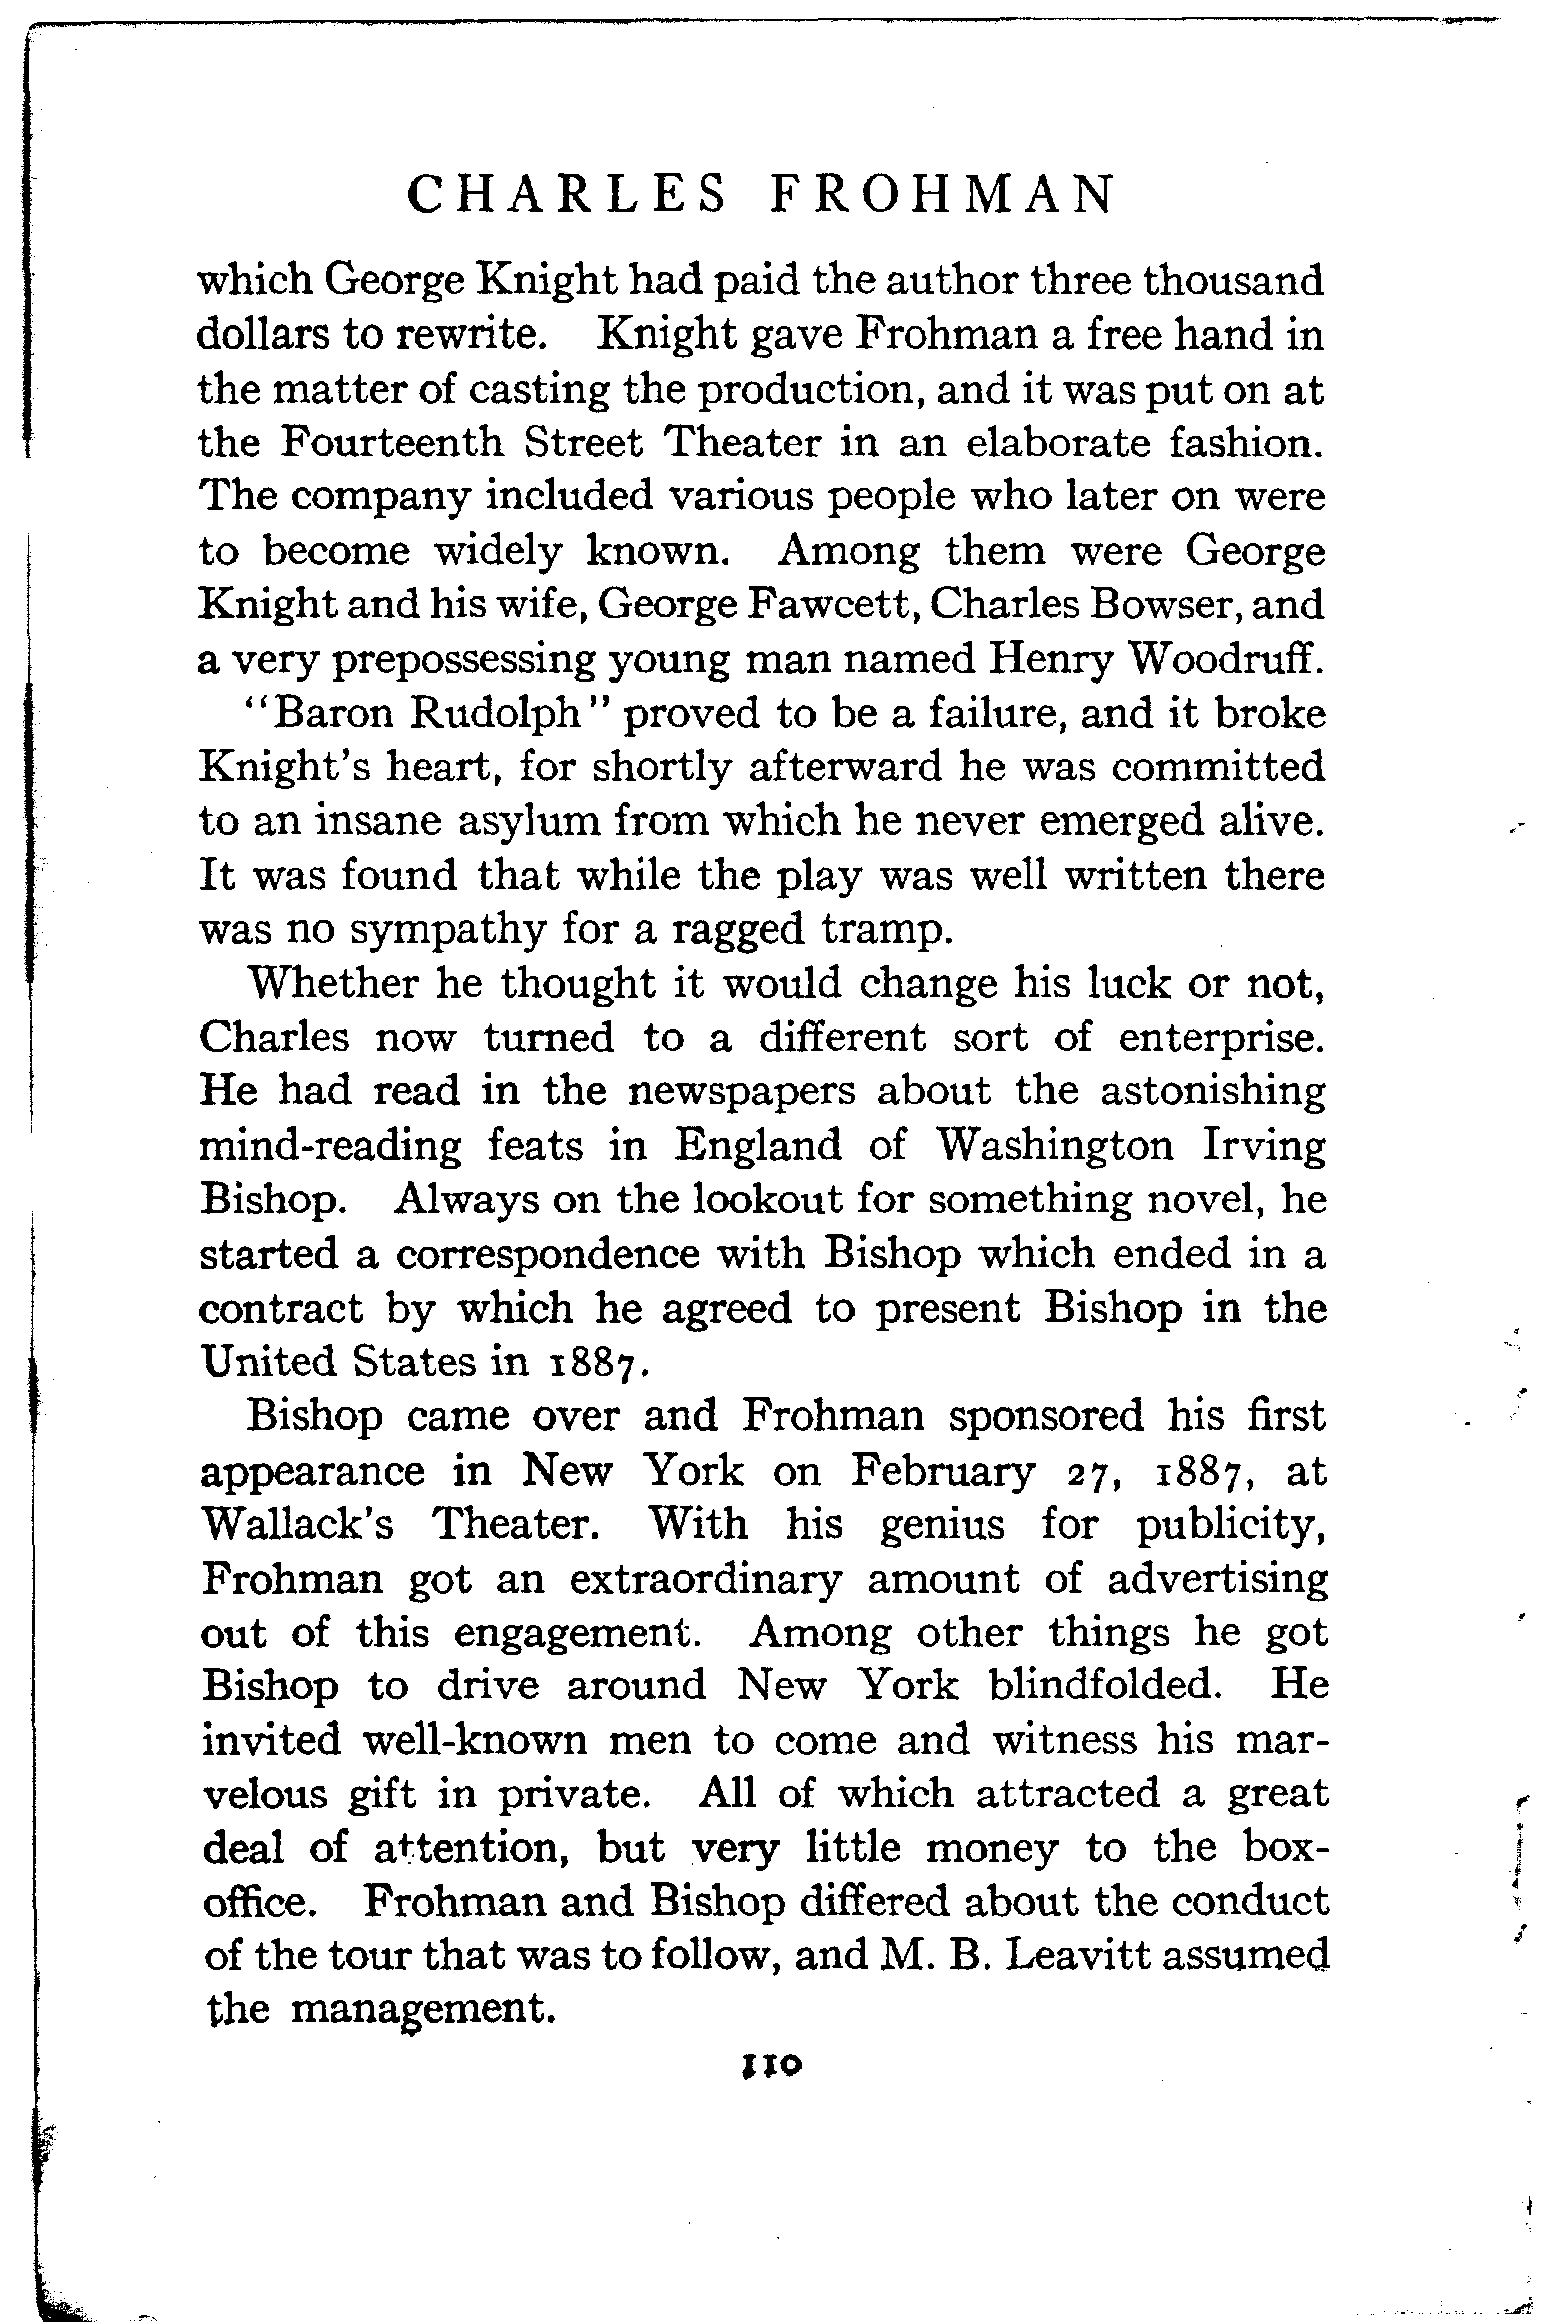 CHARLES FROHMAN
which George Knight had paid the author three thousand
dollars to rewrite. Knight gave Frohman a free hand in
the matter of casting the production, and it was put on at
the Fourteenth Street Theater in an elaborate fashion.
The company included various people who later on were
to become widely known. Among them were George
Knight and his wife, George Fawcett, Charles Bowser, and
a very prepossessing young man named Henry Woodruff.
"Baron Rudolph" proved to be a failure, and it broke
Knight's heart, for shortly afterward he was committed
to an insane asylum from which he never emerged alive.
It was found that while the play was well written there
was no sympathy for a ragged tramp.
Whether he thought it would change his luck or not,
Charles now turned to a different sort of enterprise.
He had read in the newspapers about the astonishing
mind-reading feats in England of Washington Irving
Bishop. Always on the lookout for something novel, he
started a correspondence with Bishop which ended in a
contract by which he agreed to present Bishop in the
United States in 1887.
Bishop came over and Frohman sponsored his first
appearance in New York on February 27, 1887, at
Wallack's Theater. With his genius for publicity,
Frohman got an extraordinary amount of advertising
out of this engagement. Among other things he got
Bishop to drive around New York blindfolded. He
invited well-known men to come and witness his mar-
velous gift in private. All of which attracted a great
deal of attention, but very little money to the box-
office. Frohman and Bishop differed about the conduct
of the tour that was to follow, and M. B. Leavitt assumed
the management.
110